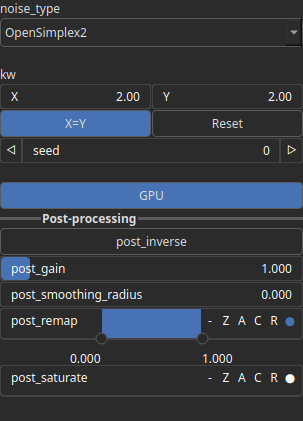 noise_type
OpenSimplex2
kw
X 2.00 Y 2.00
X=Y Reset
seed 0
GPU
Post-processing
post_inverse
post_gain 1.000
post_smoothing_radius 0.000
post_remap - Z A C R
0.000 1.000
post_saturate - Z A C R